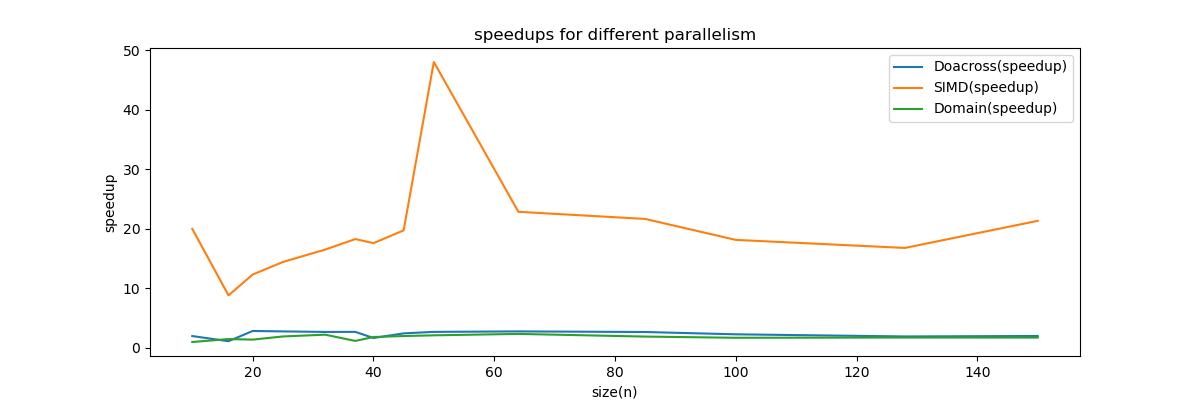 speedups for different parallelism
50
40
30
20
10
0
speedup
Doacross(speedup)
SIMD(speedup)
Domain(speedup)
20 40 60 80 100 120 140
size(n)